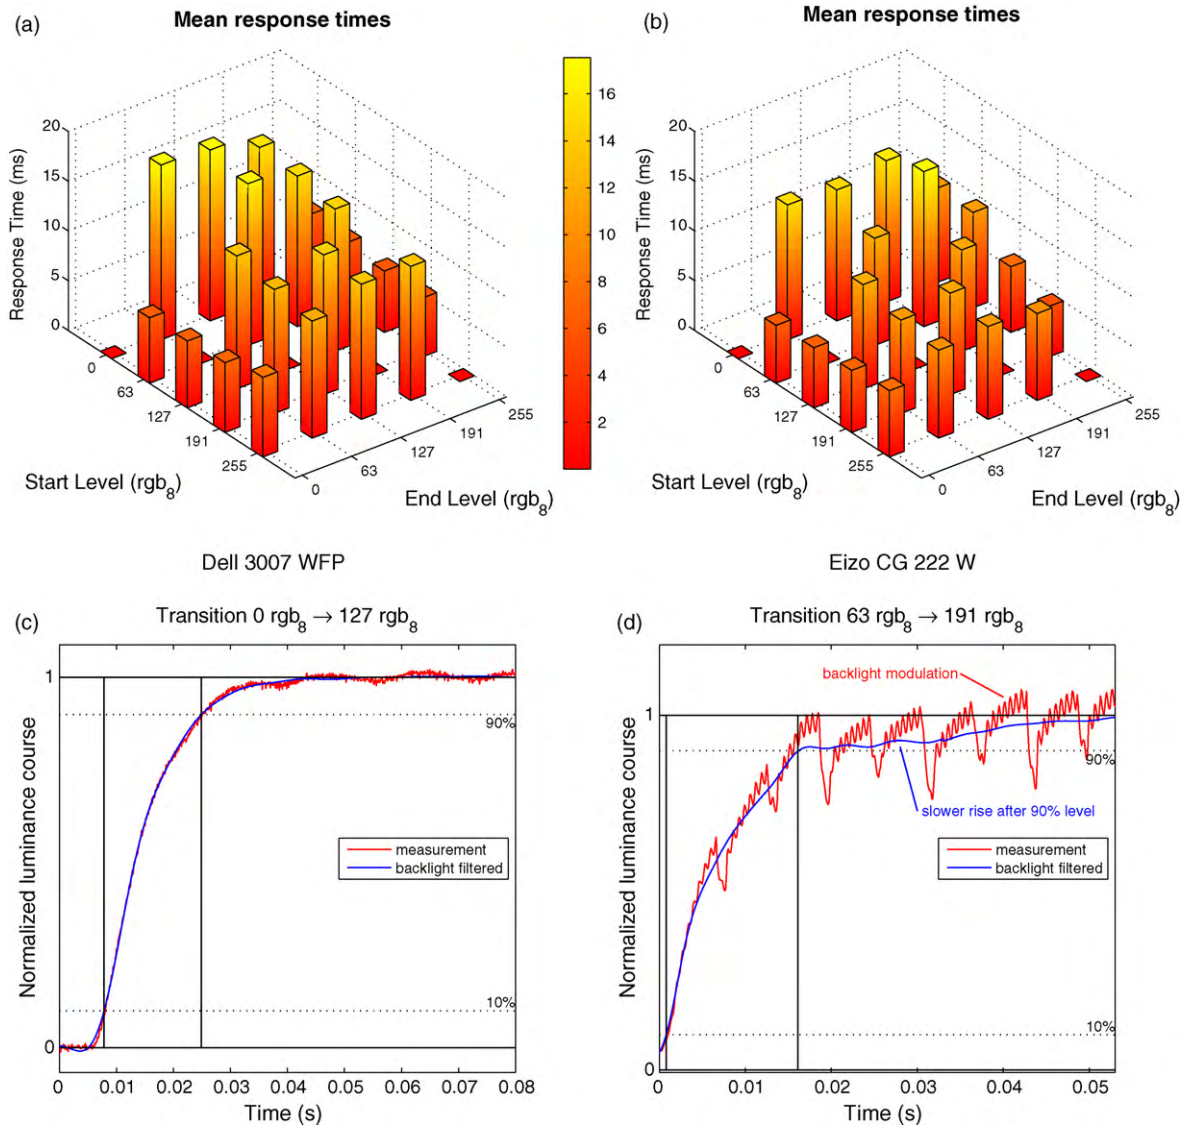 (a)
Mean response times
20
15
10
5
0
Response Time (ms)
0
63
127
191
255
Start Level (rgb₈)
0
63
127
191
255
End Level (rgb₈)
16
14
12
10
8
6
4
2
(b)
Mean response times
20
15
10
5
0
Response Time (ms)
0
63
127
191
255
Start Level (rgb₈)
0
63
127
191
255
End Level (rgb₈)
Dell 3007 WFP
Eizo CG 222 W
(c)
Transition 0 rgb₈ → 127 rgb₈
1
90%
Normalized luminance course
measurement
backlight filtered
10%
0
0 0.01 0.02 0.03 0.04 0.05 0.06 0.07 0.08
Time (s)
(d)
Transition 63 rgb₈ → 191 rgb₈
backlight modulation
1
90%
slower rise after 90% level
Normalized luminance course
measurement
backlight filtered
10%
0
0 0.01 0.02 0.03 0.04 0.05
Time (s)